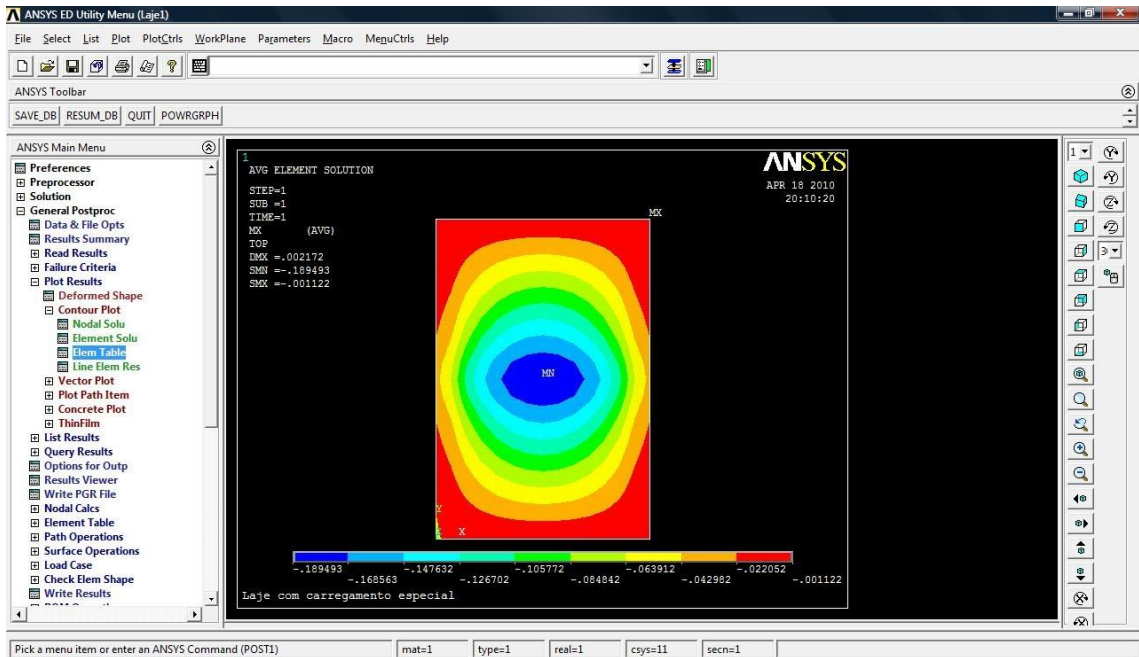 ANSYS ED Utility Menu (Laje1)
File Select List Plot PlotCtrls WorkPlane Parameters Macro MenuCtrls Help
ANSYS Toolbar
SAVE_DB RESUM_DB QUIT POWRGRPH
ANSYS Main Menu
Preferences
Preprocessor
Solution
General Postproc
Data & File Opts
Results Summary
Read Results
Failure Criteria
Plot Results
Deformed Shape
Contour Plot
Nodal Solu
Element Solu
Elem Table
Line Elem Res
Vector Plot
Plot Path Item
Concrete Plot
ThinFilm
List Results
Query Results
Options for Outp
Results Viewer
Write PGR File
Nodal Calcs
Element Table
Path Operations
Surface Operations
Load Case
Check Elem Shape
Write Results
1
AVG ELEMENT SOLUTION
STEP=1
SUB =1
TIME=1
MX (AVG)
TOP
DMX =.002172
SMN =-.189493
SMX =-.001122
ANSYS
APR 18 2010
20:10:20
MX
MN
Y
X
-.189493 -.147632 -.105772 -.063912 -.022052
-.168563 -.126702 -.084842 -.042982 -.001122
Laje com carregamento especial
1
Pick a menu item or enter an ANSYS Command (POST1) mat=1 type=1 real=1 csys=11 secn=1